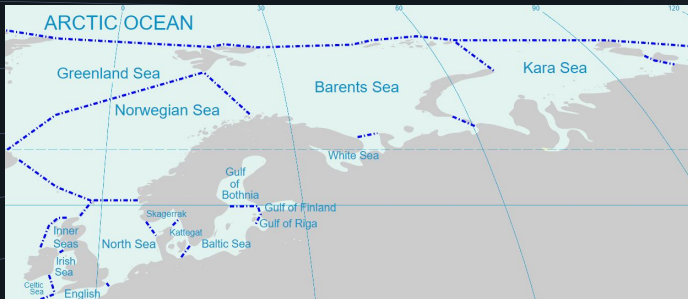 0
30
60
90
120
ARCTIC OCEAN
Greenland Sea
Barents Sea
Kara Sea
Norwegian Sea
White Sea
Gulf
of
Bothnia
Gulf of Finland
Skagerrak
Gulf of Riga
Kattegat
Inner
Seas
North Sea
Baltic Sea
Irish
Sea
Celtic
Sea
English